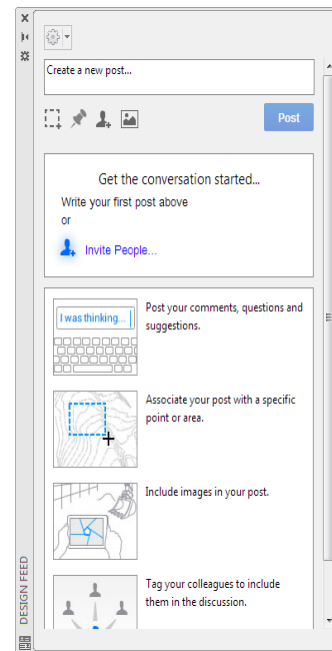 Create a new post...
Post
Get the conversation started...
Write your first post above
or
Invite People...
I was thinking...
Post your comments, questions and
suggestions.
Associate your post with a specific
point or area.
Include images in your post.
Tag your colleagues to include
them in the discussion.
DESIGN FEED